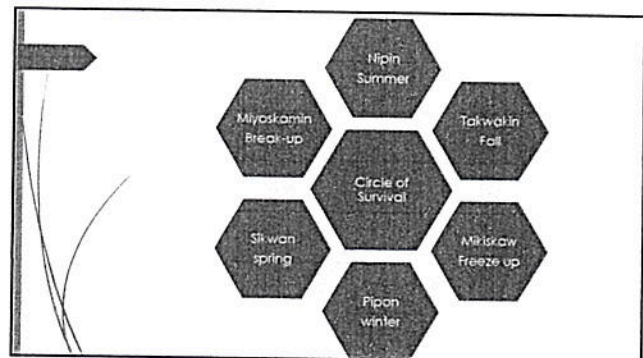 Nipin
Summer
Takwakin
Fall
Mikiskaw
Freeze up
Pipon
winter
Sikwan
spring
Miyoskamin
Break-up
Circle of
Survival